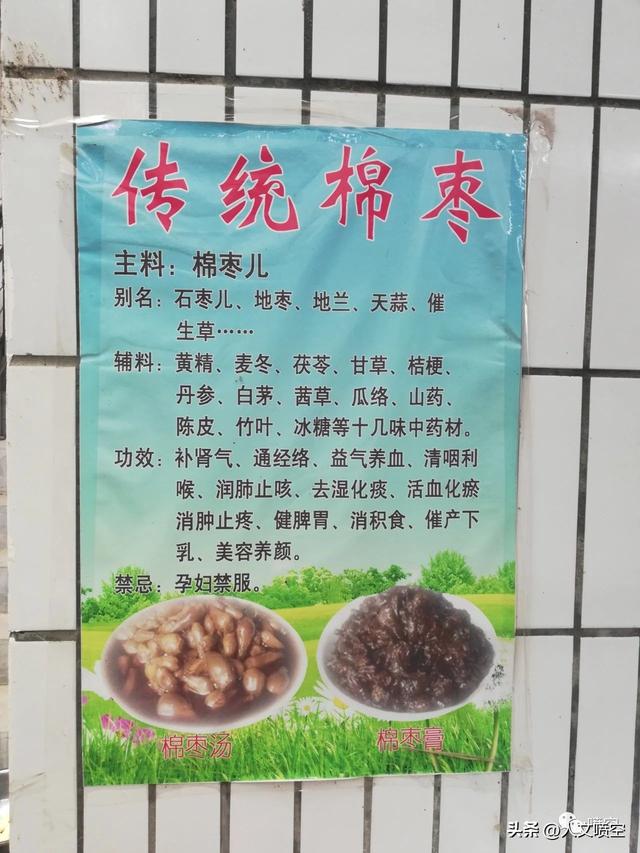 传统棉枣
主料：棉枣儿
别名：石枣儿、地枣、地兰、天蒜、催
生草……
辅料：黄精、麦冬、茯苓、甘草、桔梗、
丹参、白茅、茜草、瓜络、山药、
陈皮、竹叶、冰糖等十几味中药材。
功效：补肾气、通经络、益气养血、清咽利
喉、润肺止咳、去湿化痰、活血化瘀
消肿止疼、健脾胃、消积食、催产下
乳、美容养颜。
禁忌：孕妇禁服。
棉枣汤
棉枣膏
喷空
头条 @人文喷空